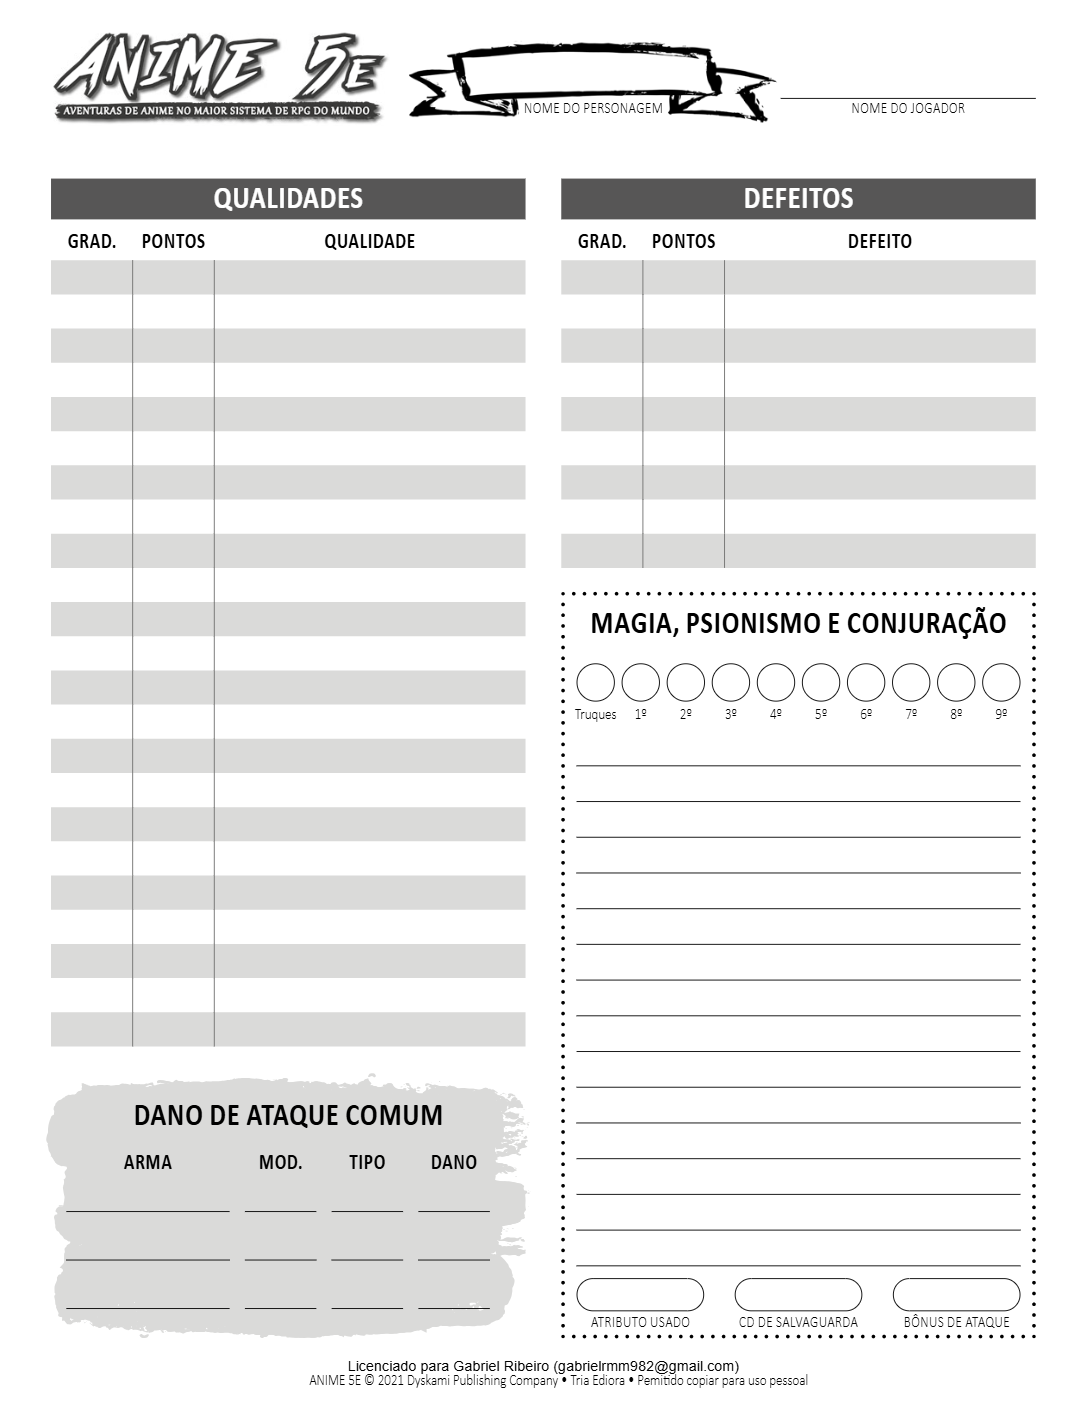 ANIME 5E
AVENTURAS DE ANIME NO MAIOR SISTEMA DE RPG DO MUNDO
NOME DO PERSONAGEM
NOME DO JOGADOR
QUALIDADES
GRAD. PONTOS QUALIDADE
DEFEITOS
GRAD. PONTOS DEFEITO
MAGIA, PSIONISMO E CONJURAÇÃO
Truques 1º 2º 3º 4º 5º 6º 7º 8º 9º
ATRIBUTO USADO CD DE SALVAGUARDA BÔNUS DE ATAQUE
DANO DE ATAQUE COMUM
ARMA MOD. TIPO DANO
Licenciado para Gabriel Ribeiro (gabrielrmm982@gmail.com)
ANIME 5E © 2021 Dyskami Publishing Company • Tria Ediora • Pemitido copiar para uso pessoal